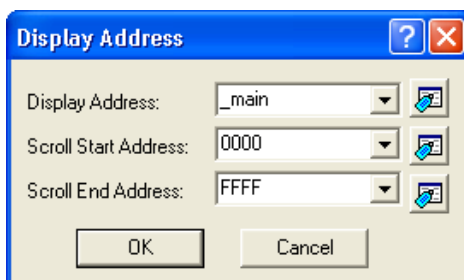 Display Address
Display Address: _main
Scroll Start Address: 0000
Scroll End Address: FFFF
OK Cancel